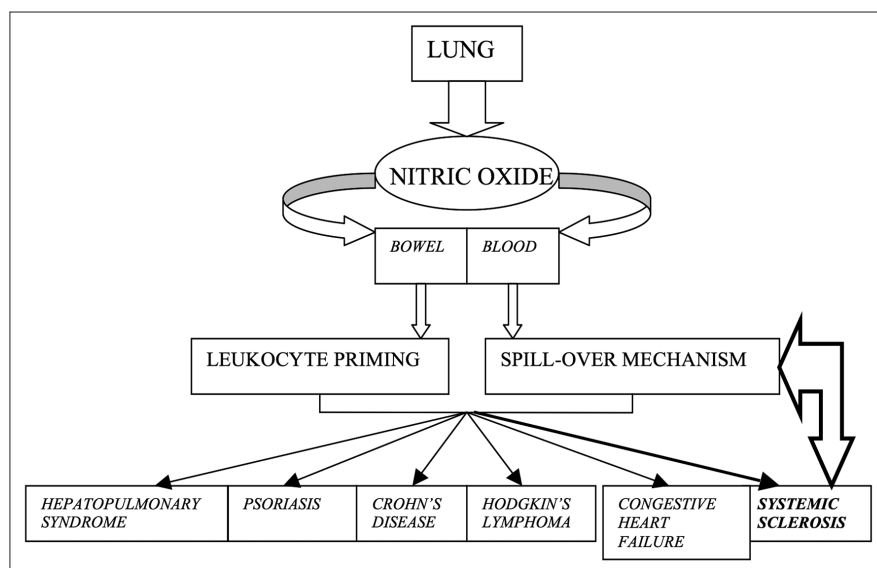 LUNG
NITRIC OXIDE
BOWEL BLOOD
LEUKOCYTE PRIMING SPILL-OVER MECHANISM
HEPATOPULMONARY
SYNDROME
PSORIASIS
CROHN'S
DISEASE
HODGKIN'S
LYMPHOMA
CONGESTIVE
HEART
FAILURE
SYSTEMIC
SCLEROSIS